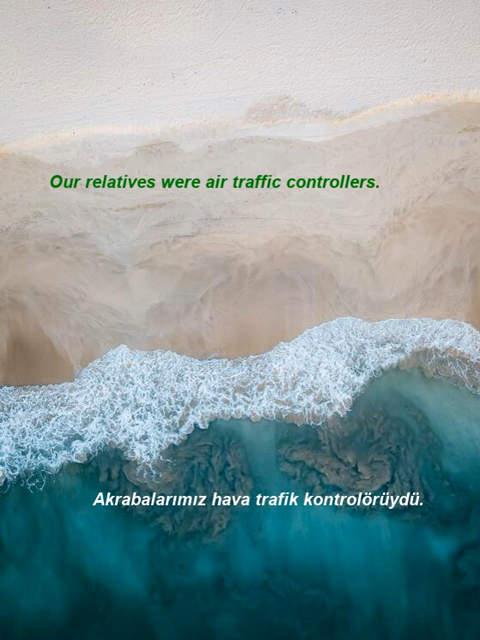 Our relatives were air traffic controllers.
Akrabalarımız hava trafik kontrolörüydü.